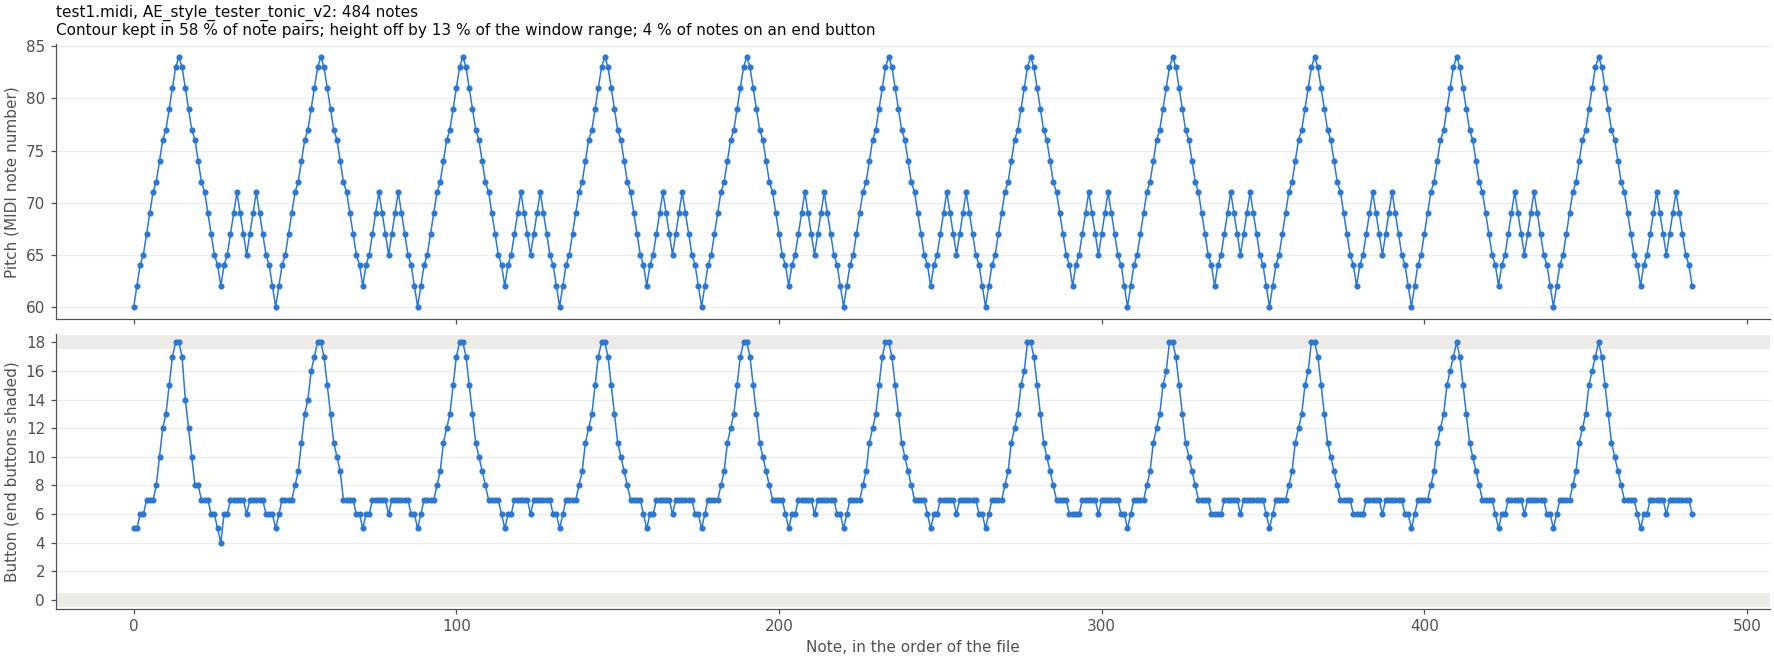 test1.midi, AE_style_tester_tonic_v2: 484 notes
Contour kept in 58 % of note pairs; height off by 13 % of the window range; 4 % of notes on an end button
Pitch (MIDI note number)
85
80
75
70
65
60
Button (end buttons shaded)
18
16
14
12
10
8
6
4
2
0
0 100 200 300 400 500
Note, in the order of the file